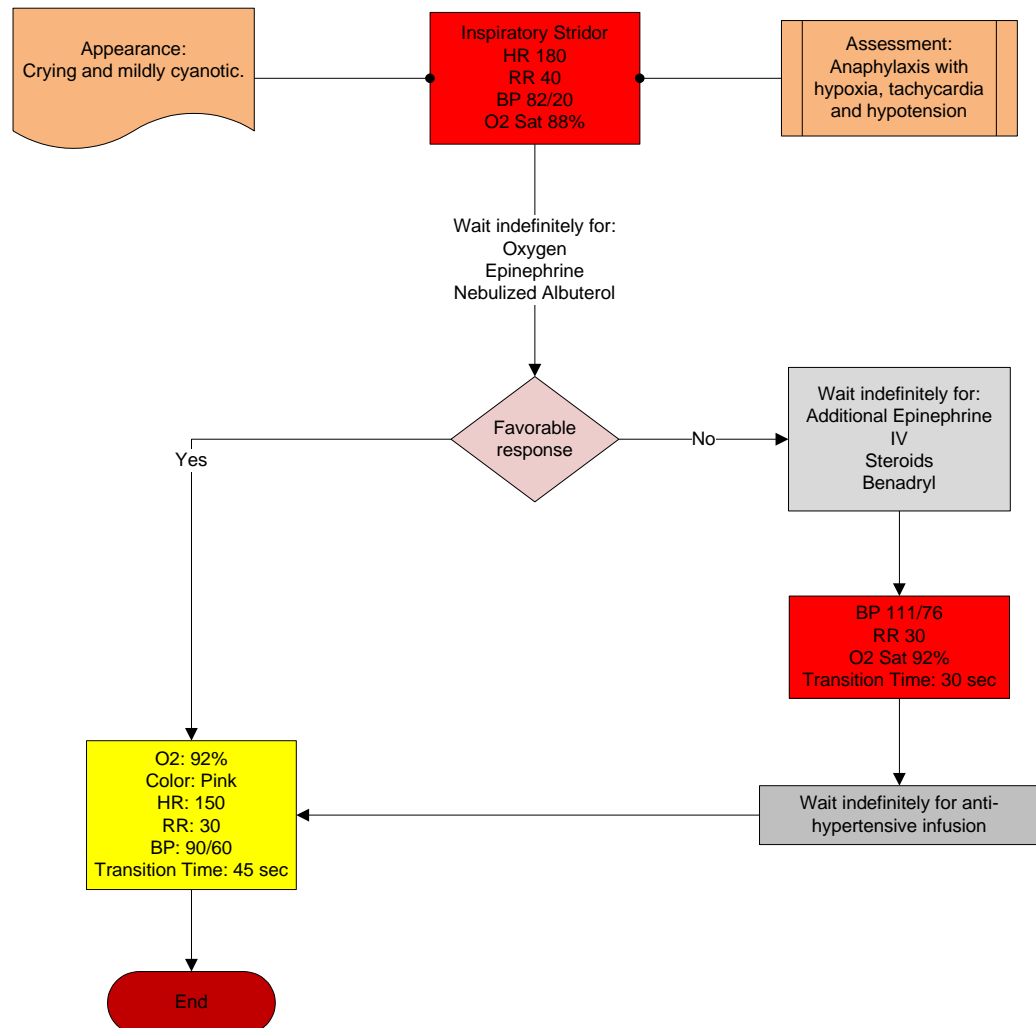 Appearance:
Crying and mildly cyanotic.
Inspiratory Stridor
HR 180
RR 40
BP 82/20
O2 Sat 88%
Assessment:
Anaphylaxis with
hypoxia, tachycardia
and hypotension
Wait indefinitely for:
Oxygen
Epinephrine
Nebulized Albuterol
Favorable
response
Yes
No
Wait indefinitely for:
Additional Epinephrine
IV
Steroids
Benadryl
BP 111/76
RR 30
O2 Sat 92%
Transition Time: 30 sec
Wait indefinitely for anti-
hypertensive infusion
O2: 92%
Color: Pink
HR: 150
RR: 30
BP: 90/60
Transition Time: 45 sec
End